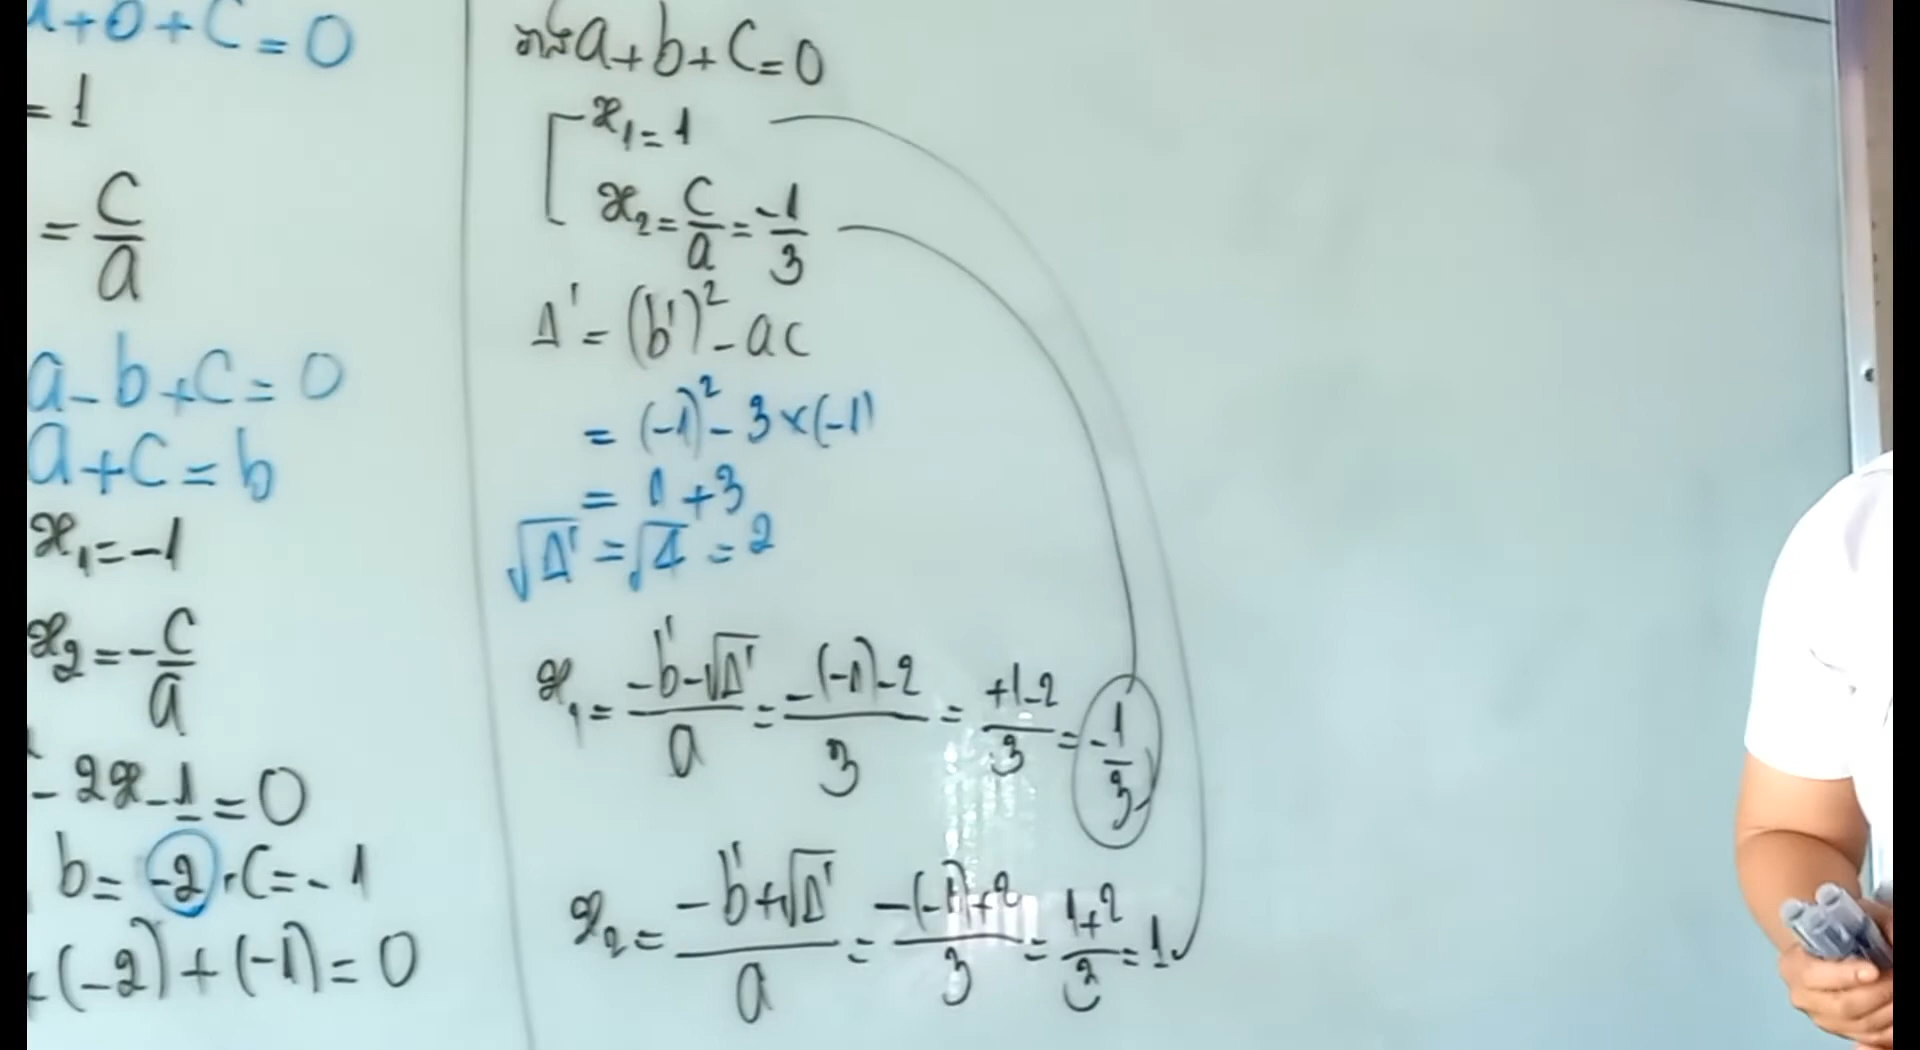 a+b+c=0
=1
=c/a
a-b+c=0
a+c=b
x₁=-1
x₂=-c/a
-2x-1=0
b=-2, c=-1
(-2)+(-1)=0
a+b+c=0
x₁=1
x₂=c/a=-1/3
Δ'=(b')²-ac
=(-1)²-3×(-1)
=1+3
√Δ'=√4=2
x₁=(-b'-√Δ')/a=(-(-1)-2)/3=(+1-2)/3=-1/3
x₂=(-b'+√Δ')/a=(-(-1)+2)/3=(1+2)/3=1